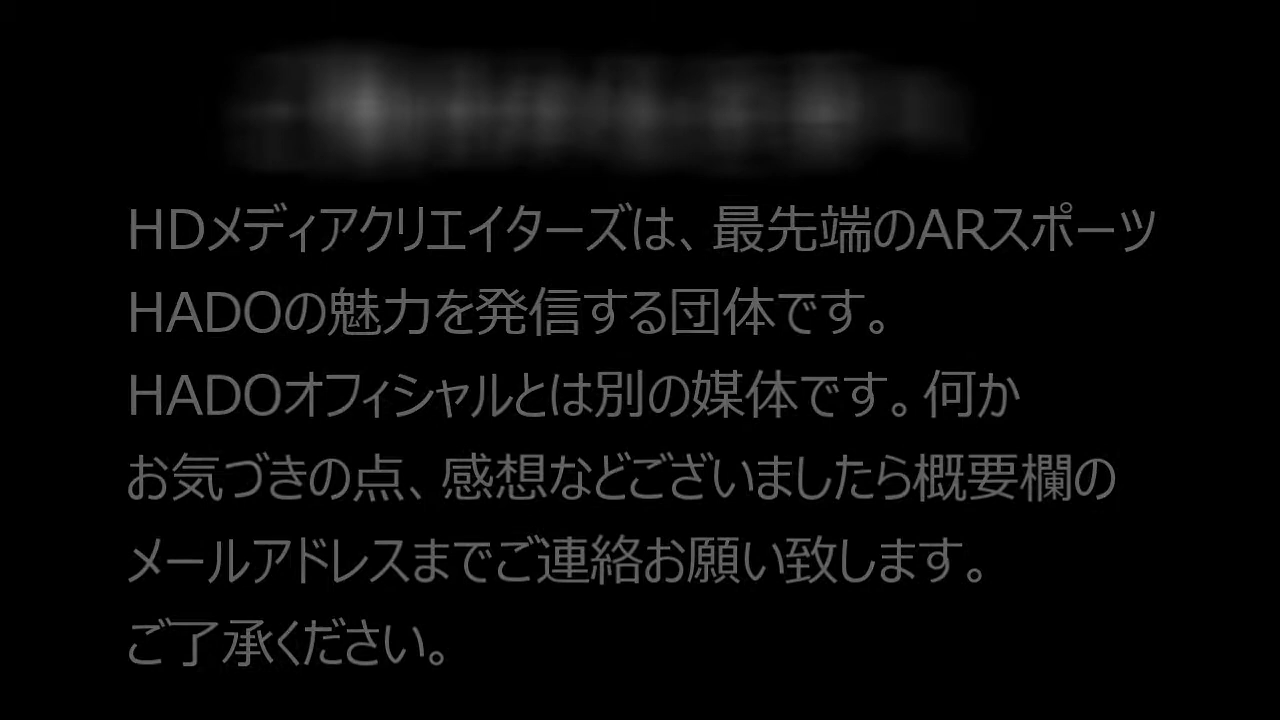 HDメディアクリエイターズは、最先端のARスポーツ
HADOの魅力を発信する団体です。
HADOオフィシャルとは別の媒体です。何か
お気づきの点、感想などございましたら概要欄の
メールアドレスまでご連絡お願い致します。
ご了承ください。